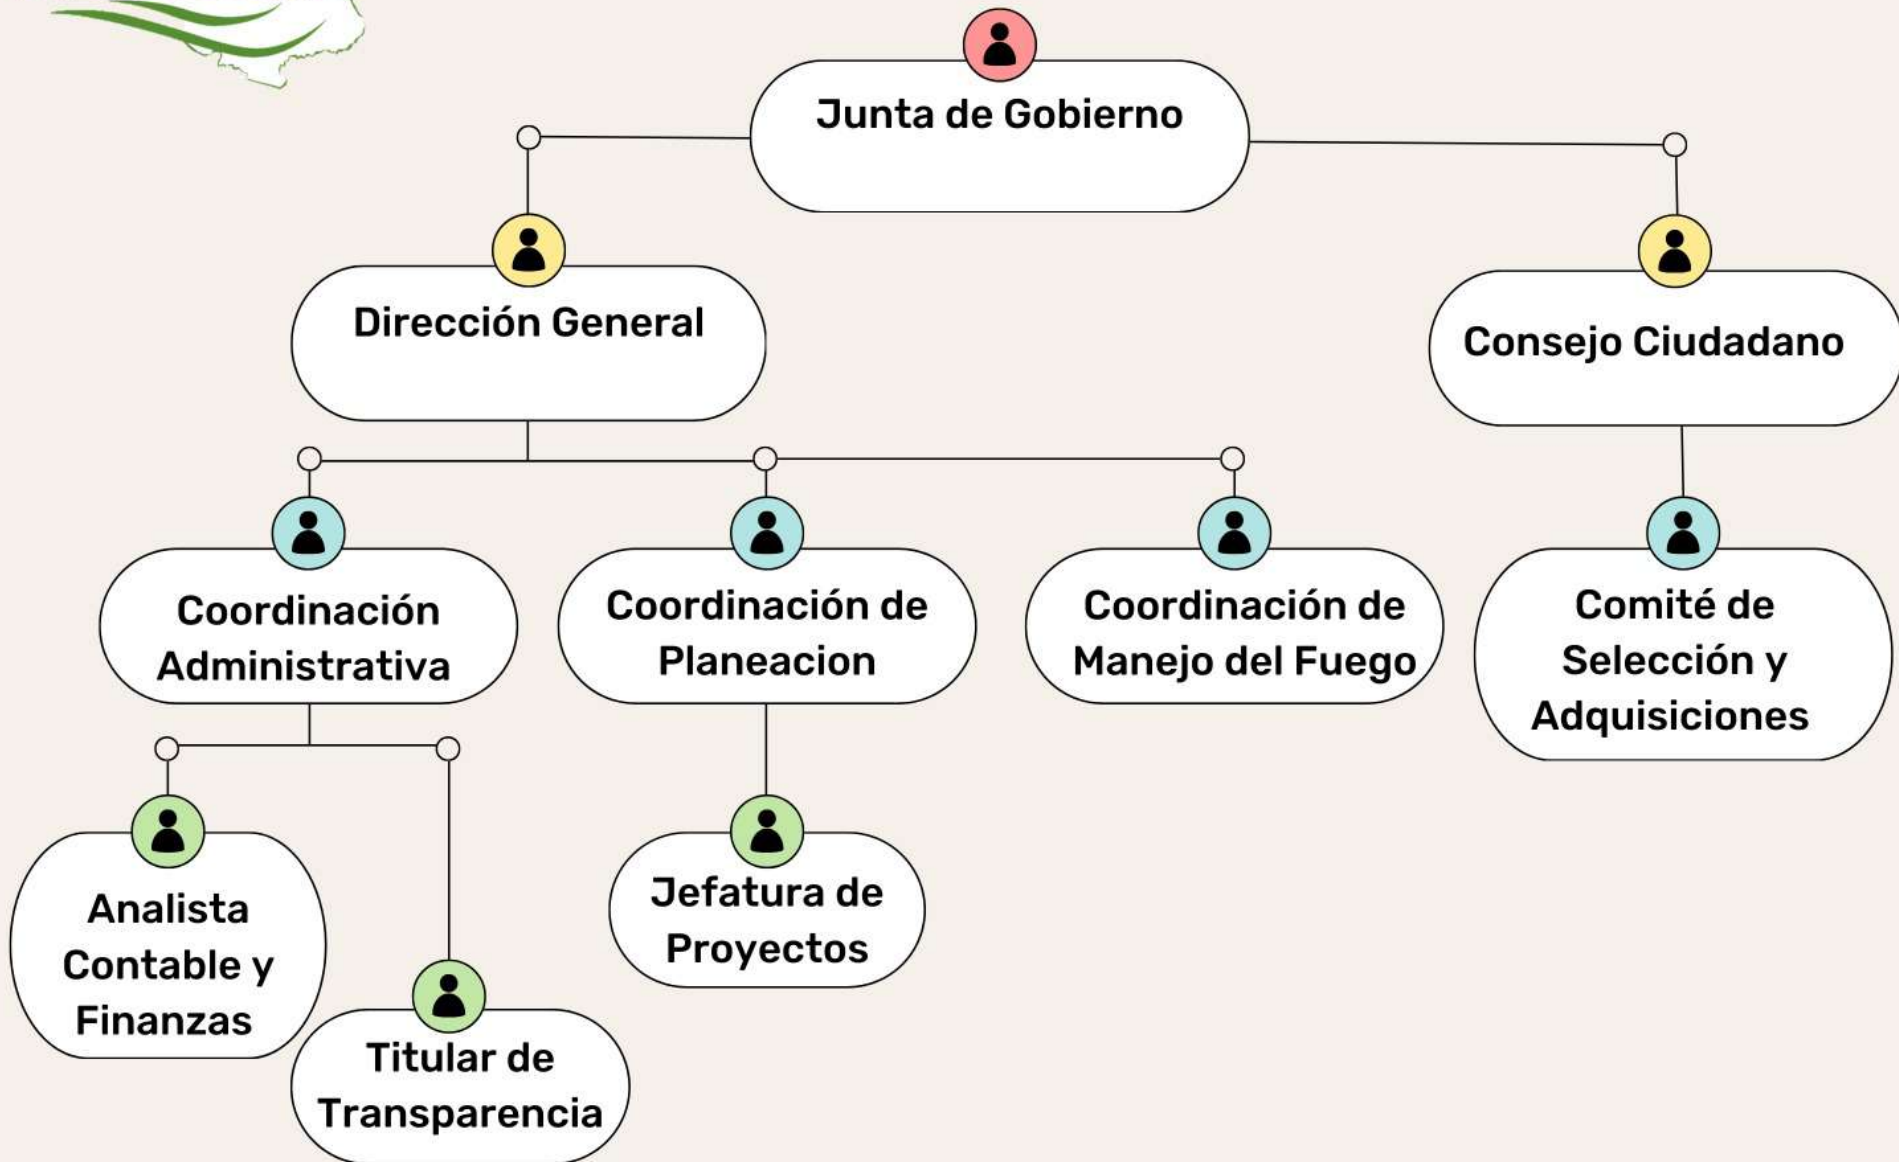 Junta de Gobierno
Dirección General
Consejo Ciudadano
Coordinación
Administrativa
Coordinación de
Planeacion
Coordinación de
Manejo del Fuego
Comité de
Selección y
Adquisiciones
Analista
Contable y
Finanzas
Jefatura de
Proyectos
Titular de
Transparencia